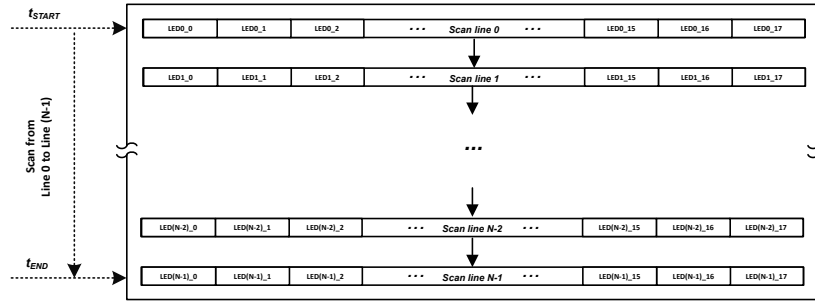 tSTART
LED0_0 LED0_1 LED0_2 ··· Scan line 0 ··· LED0_15 LED0_16 LED0_17
LED1_0 LED1_1 LED1_2 ··· Scan line 1 ··· LED1_15 LED1_16 LED1_17
Scan from
Line 0 to Line (N-1)
···
LED(N-2)_0 LED(N-2)_1 LED(N-2)_2 ··· Scan line N-2 ··· LED(N-2)_15 LED(N-2)_16 LED(N-2)_17
tEND
LED(N-1)_0 LED(N-1)_1 LED(N-1)_2 ··· Scan line N-1 ··· LED(N-1)_15 LED(N-1)_16 LED(N-1)_17